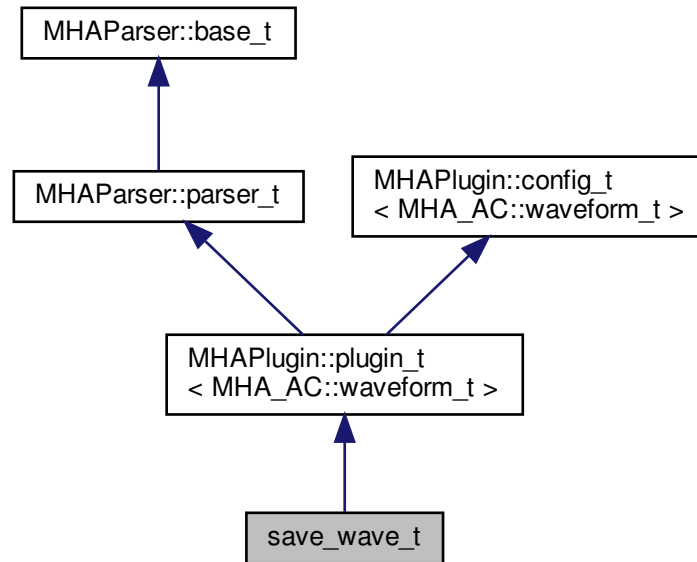 MHAParser::base_t
MHAParser::parser_t
MHAPlugin::config_t
< MHA_AC::waveform_t >
MHAPlugin::plugin_t
< MHA_AC::waveform_t >
save_wave_t